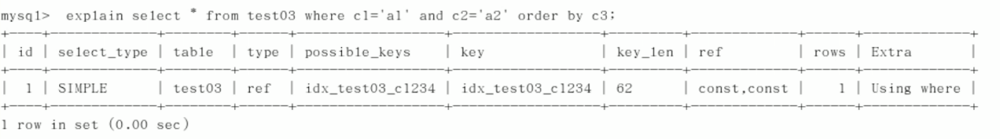 mysql>  explain select * from test03 where c1='a1' and c2='a2' order by c3;
+----+-------------+--------+------+-------------------+-------------------+---------+-------------+------+-------------+
| id | select_type | table  | type | possible_keys     | key               | key_len | ref         | rows | Extra       |
+----+-------------+--------+------+-------------------+-------------------+---------+-------------+------+-------------+
|  1 | SIMPLE      | test03 | ref  | idx_test03_c1234 | idx_test03_c1234 | 62      | const,const |    1 | Using where |
+----+-------------+--------+------+-------------------+-------------------+---------+-------------+------+-------------+
1 row in set (0.00 sec)